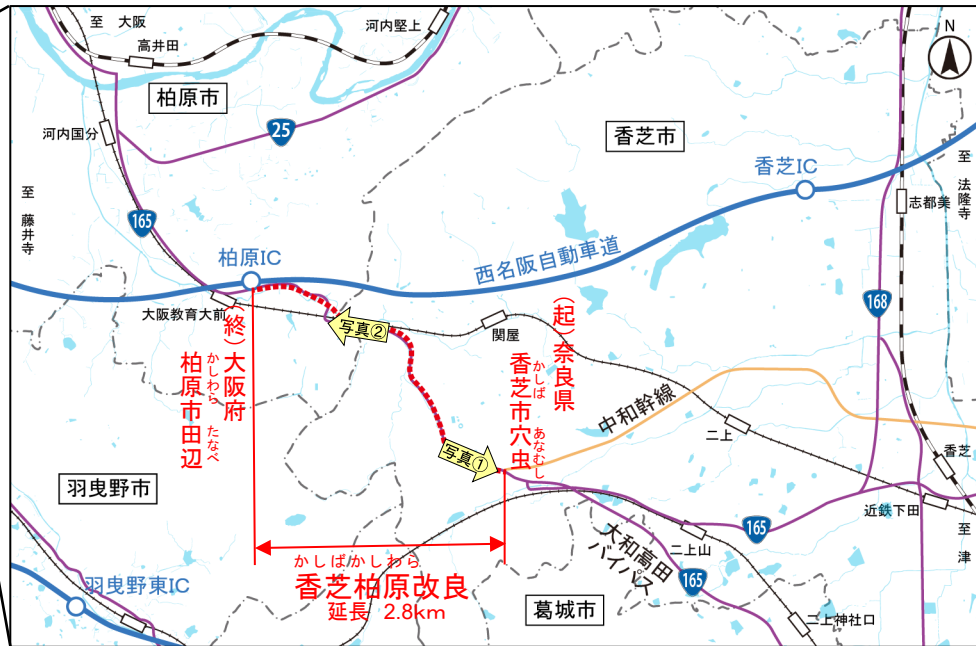 至 大阪
高井田
河内堅上
N
柏原市
河内国分
25
香芝市
香芝IC
至 法隆寺
志都美
至 藤井寺
165
柏原IC
西名阪自動車道
大阪教育大前
写真②
関屋
168
(終)大阪府
柏原市田辺
かしわら たなべ
(起)奈良県
香芝市穴虫
かしば あなむし
中和幹線
二上
写真①
香芝
羽曳野市
近鉄下田
165
二上山
大和高田
バイパス
165
至 津
かしばかしわら
香芝柏原改良
延長 2.8km
羽曳野東IC
葛城市
二上神社口